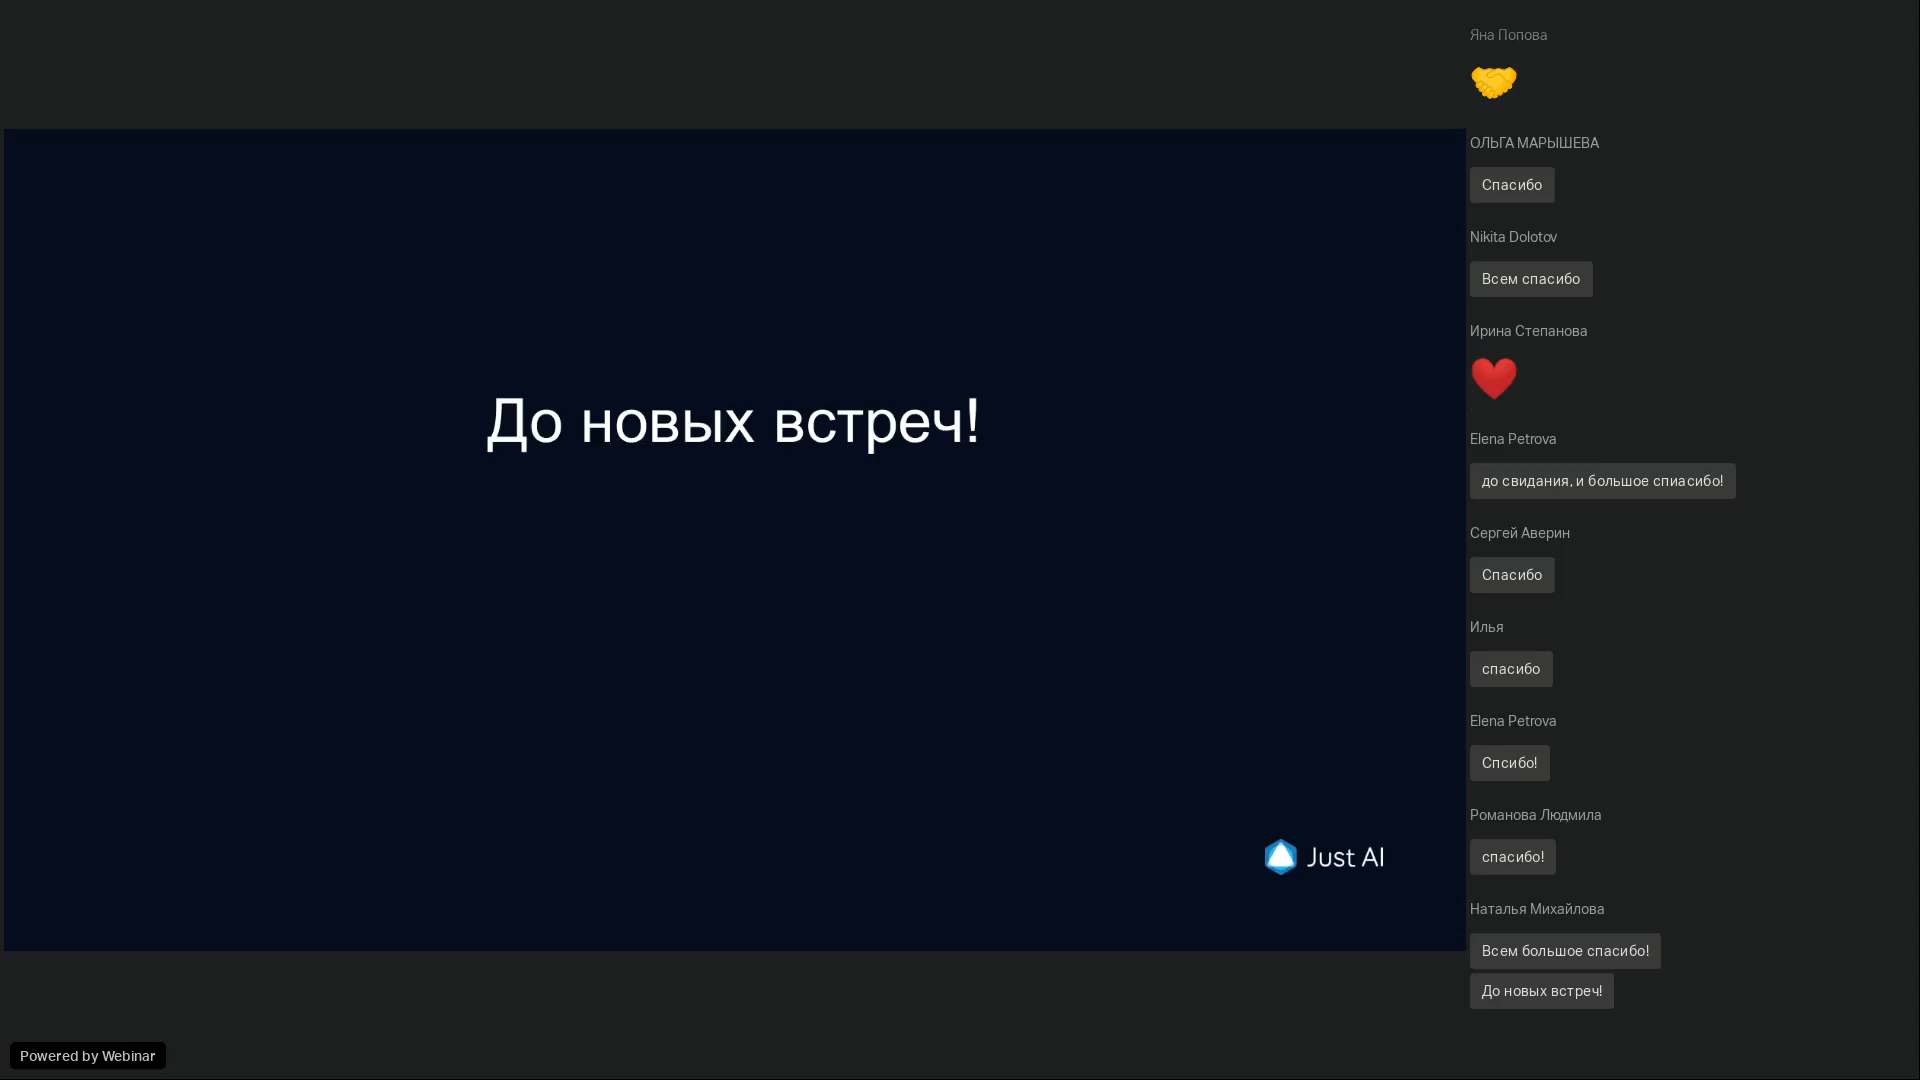 До новых встреч!
Just AI
Powered by Webinar
Яна Попова
ОЛЬГА МАРЫШЕВА
Спасибо
Nikita Dolotov
Всем спасибо
Ирина Степанова
Elena Petrova
до свидания, и большое спиасибо!
Сергей Аверин
Спасибо
Илья
спасибо
Elena Petrova
Спсибо!
Романова Людмила
спасибо!
Наталья Михайлова
Всем большое спасибо!
До новых встреч!